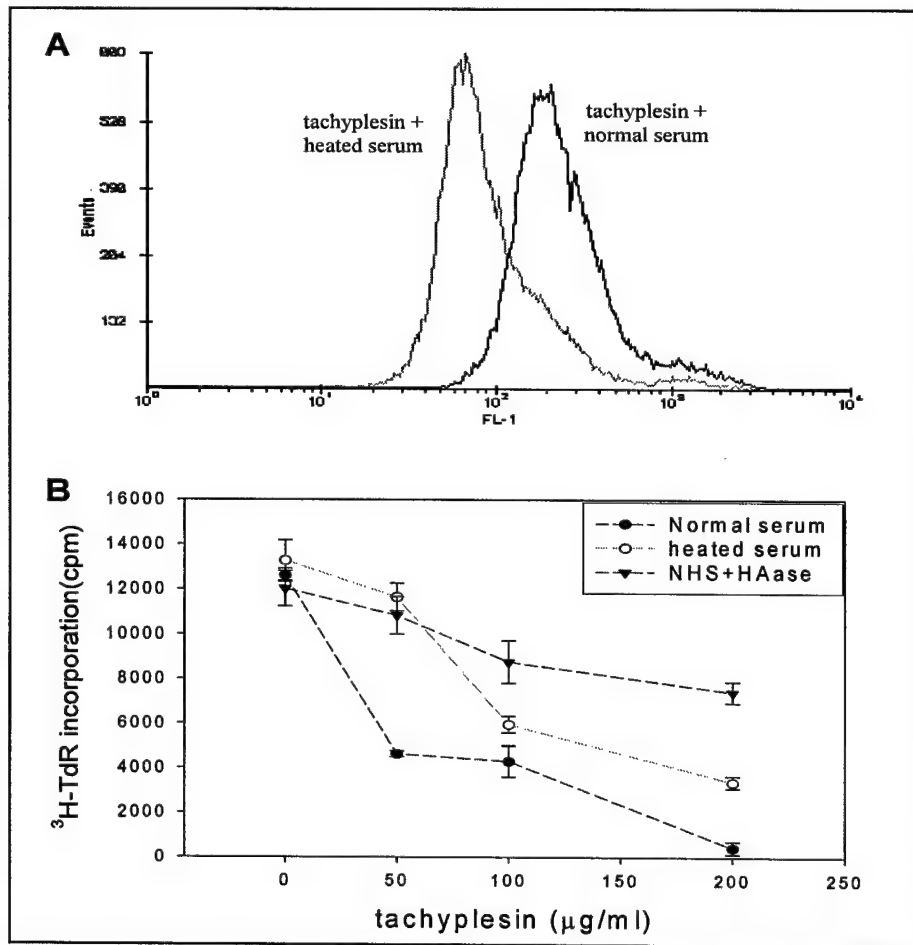 A
600
528
396
264
132
Events
tachyplesin +
heated serum
tachyplesin +
normal serum
10⁰
10¹
10²
10³
10⁴
FL-1
B
16000
14000
12000
10000
8000
6000
4000
2000
0
³H-TdR incorporation(cpm)
Normal serum
heated serum
NHS+HAase
0
50
100
150
200
250
tachyplesin (µg/ml)